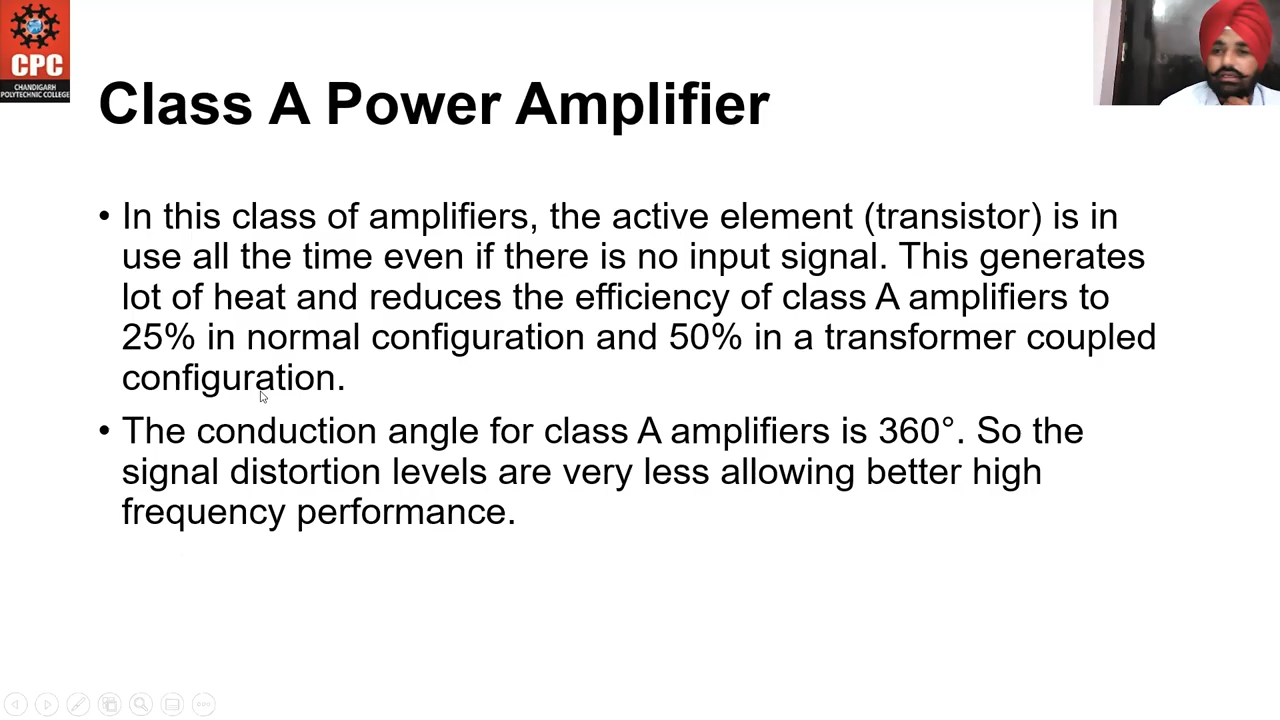 CPC
CHANDIGARH
POLYTECHNIC COLLEGE
Class A Power Amplifier
• In this class of amplifiers, the active element (transistor) is in
use all the time even if there is no input signal. This generates
lot of heat and reduces the efficiency of class A amplifiers to
25% in normal configuration and 50% in a transformer coupled
configuration.
• The conduction angle for class A amplifiers is 360°. So the
signal distortion levels are very less allowing better high
frequency performance.